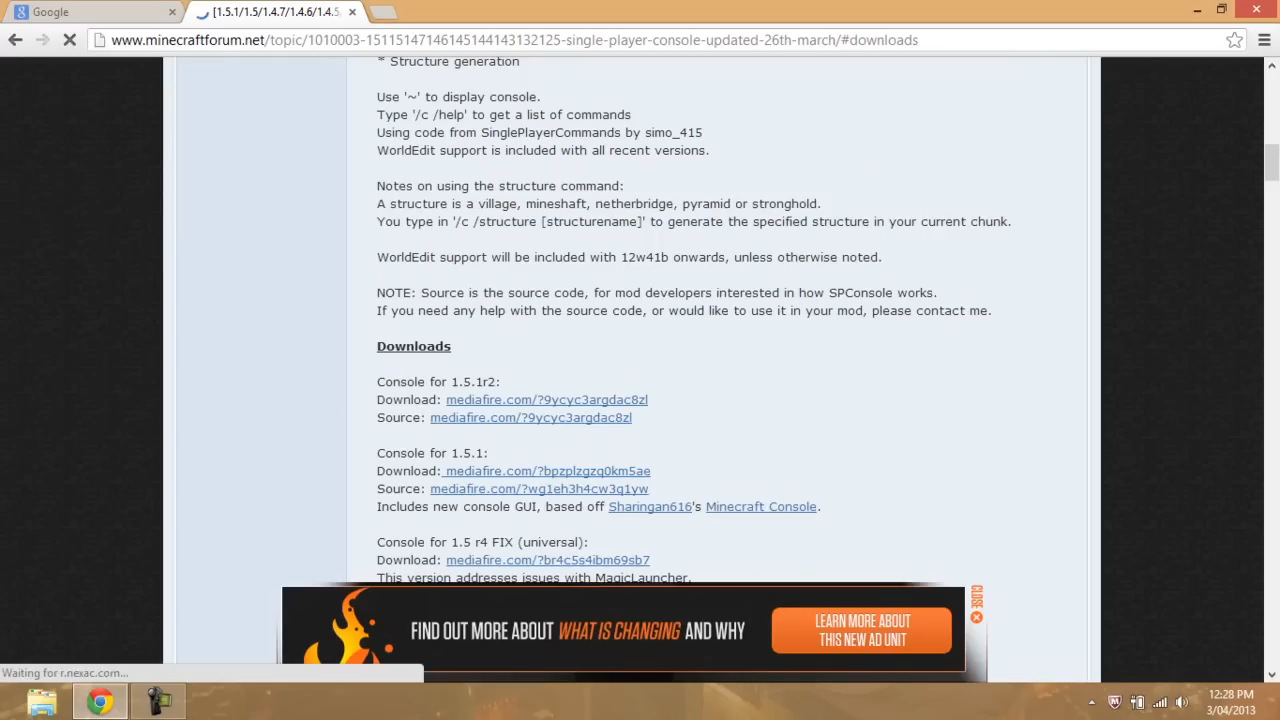 Google
[1.5.1/1.5/1.4.7/1.4.6/1.4.5,
www.minecraftforum.net/topic/1010003-15115147146145144143132125-single-player-console-updated-26th-march/#downloads
* Structure generation
Use '~' to display console.
Type '/c /help' to get a list of commands
Using code from SinglePlayerCommands by simo_415
WorldEdit support is included with all recent versions.
Notes on using the structure command:
A structure is a village, mineshaft, netherbridge, pyramid or stronghold.
You type in '/c /structure [structurename]' to generate the specified structure in your current chunk.
WorldEdit support will be included with 12w41b onwards, unless otherwise noted.
NOTE: Source is the source code, for mod developers interested in how SPConsole works.
If you need any help with the source code, or would like to use it in your mod, please contact me.
Downloads
Console for 1.5.1r2:
Download: mediafire.com/?9ycyc3argdac8zl
Source: mediafire.com/?9ycyc3argdac8zl
Console for 1.5.1:
Download: mediafire.com/?bpzplzgzq0km5ae
Source: mediafire.com/?wg1eh3h4cw3q1yw
Includes new console GUI, based off Sharingan616's Minecraft Console.
Console for 1.5 r4 FIX (universal):
Download: mediafire.com/?br4c5s4ibm69sb7
This version addresses issues with MagicLauncher.
FIND OUT MORE ABOUT WHAT IS CHANGING AND WHY
LEARN MORE ABOUT
THIS NEW AD UNIT
CLOSE
Waiting for r.nexac.com...
12:28 PM
3/04/2013